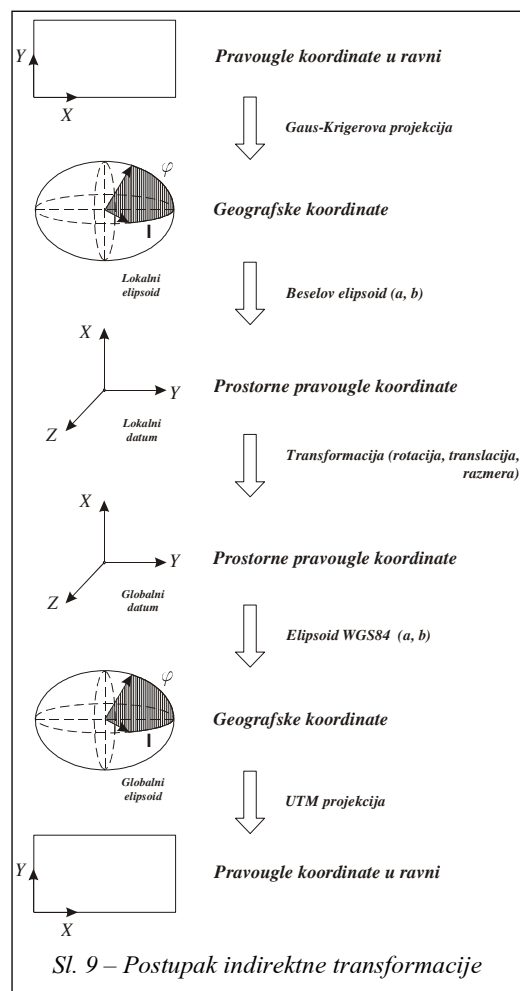 Y
Pravougle koordinate u ravni
X
Gaus-Krigerova projekcija
φ
Geografske koordinate
l
Lokalni
elipsoid
Beselov elipsoid (a, b)
X
Prostorne pravougle koordinate
Y
Z
Lokalni
datum
Transformacija (rotacija, translacija,
razmera)
X
Prostorne pravougle koordinate
Y
Z
Globalni
datum
Elipsoid WGS84 (a, b)
φ
Geografske koordinate
l
Globalni
elipsoid
UTM projekcija
Y
Pravougle koordinate u ravni
X
Sl. 9 – Postupak indirektne transformacije